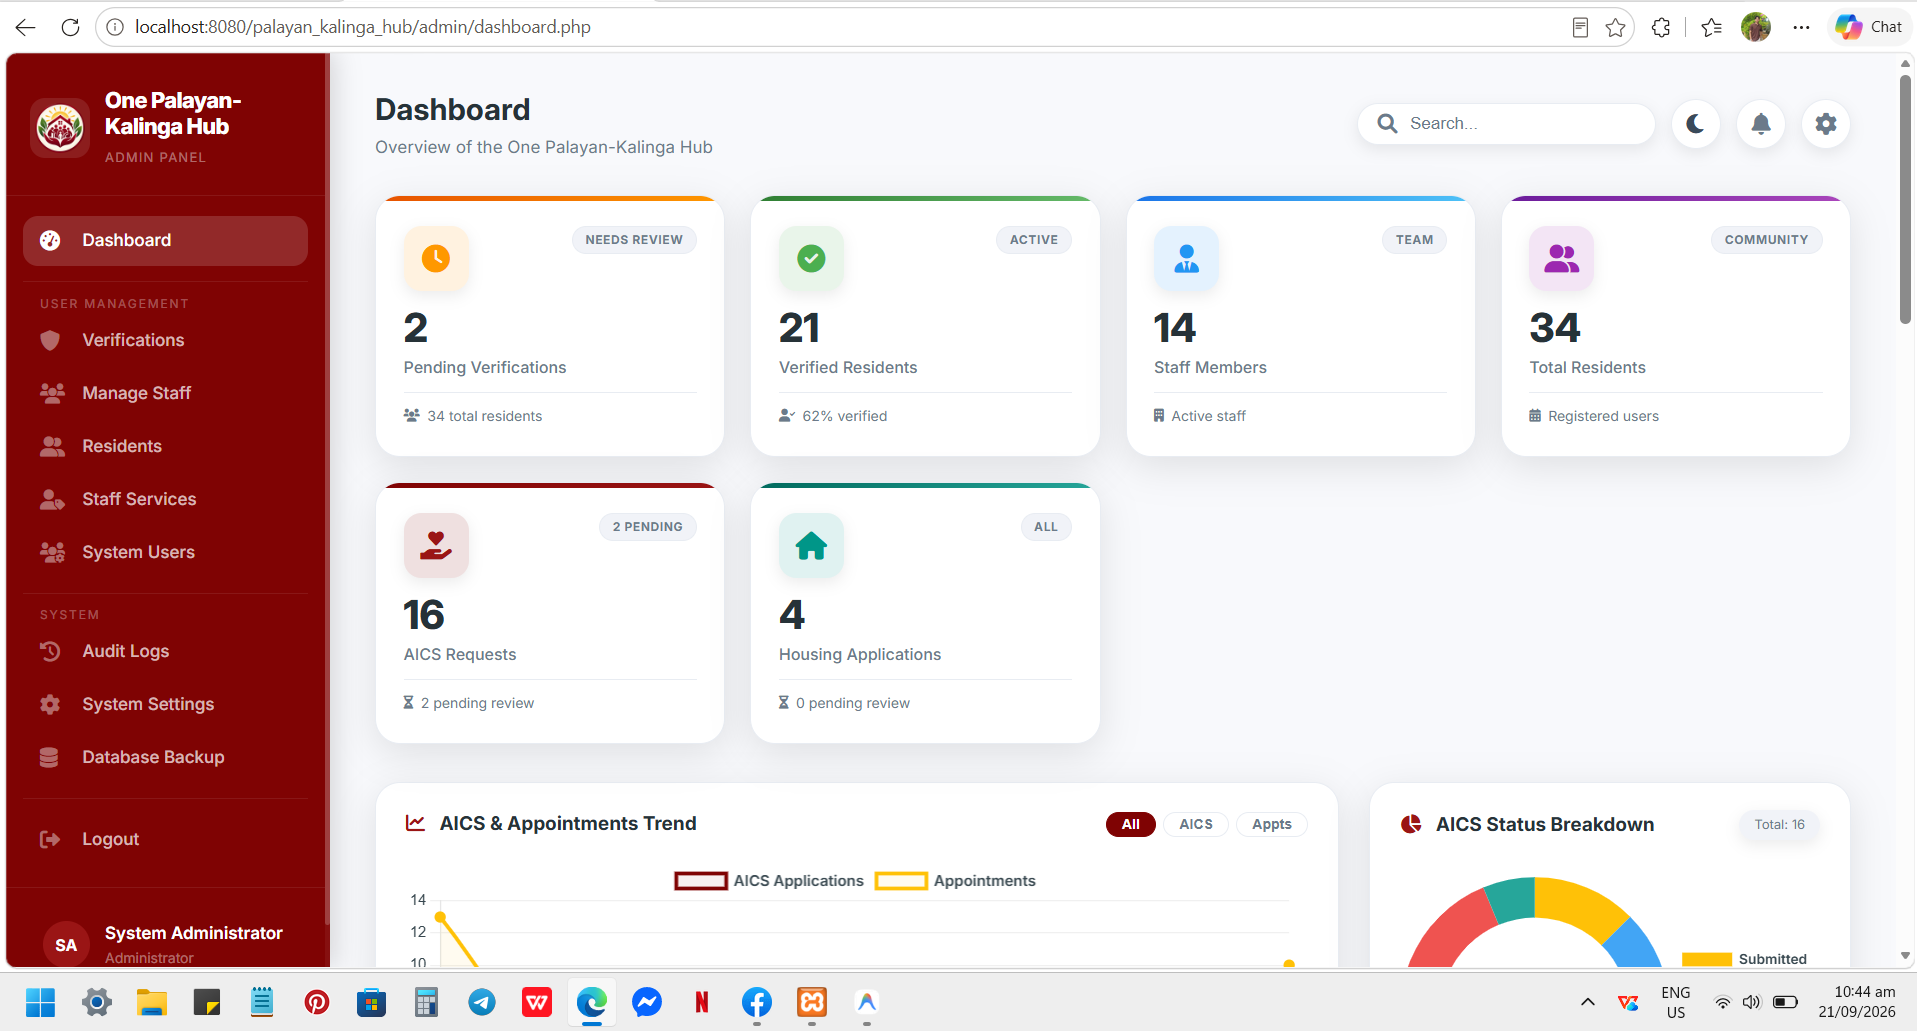 localhost:8080/palayan_kalinga_hub/admin/dashboard.php
Chat
One Palayan-
Kalinga Hub
ADMIN PANEL
Dashboard
USER MANAGEMENT
Verifications
Manage Staff
Residents
Staff Services
System Users
SYSTEM
Audit Logs
System Settings
Database Backup
Logout
SA
System Administrator
Administrator
Dashboard
Overview of the One Palayan-Kalinga Hub
Search...
NEEDS REVIEW
2
Pending Verifications
34 total residents
ACTIVE
21
Verified Residents
62% verified
TEAM
14
Staff Members
Active staff
COMMUNITY
34
Total Residents
Registered users
2 PENDING
16
AICS Requests
2 pending review
ALL
4
Housing Applications
0 pending review
AICS & Appointments Trend
All AICS Appts
AICS Applications Appointments
14
12
10
AICS Status Breakdown
Total: 16
Submitted
ENG
US
10:44 am
21/09/2026